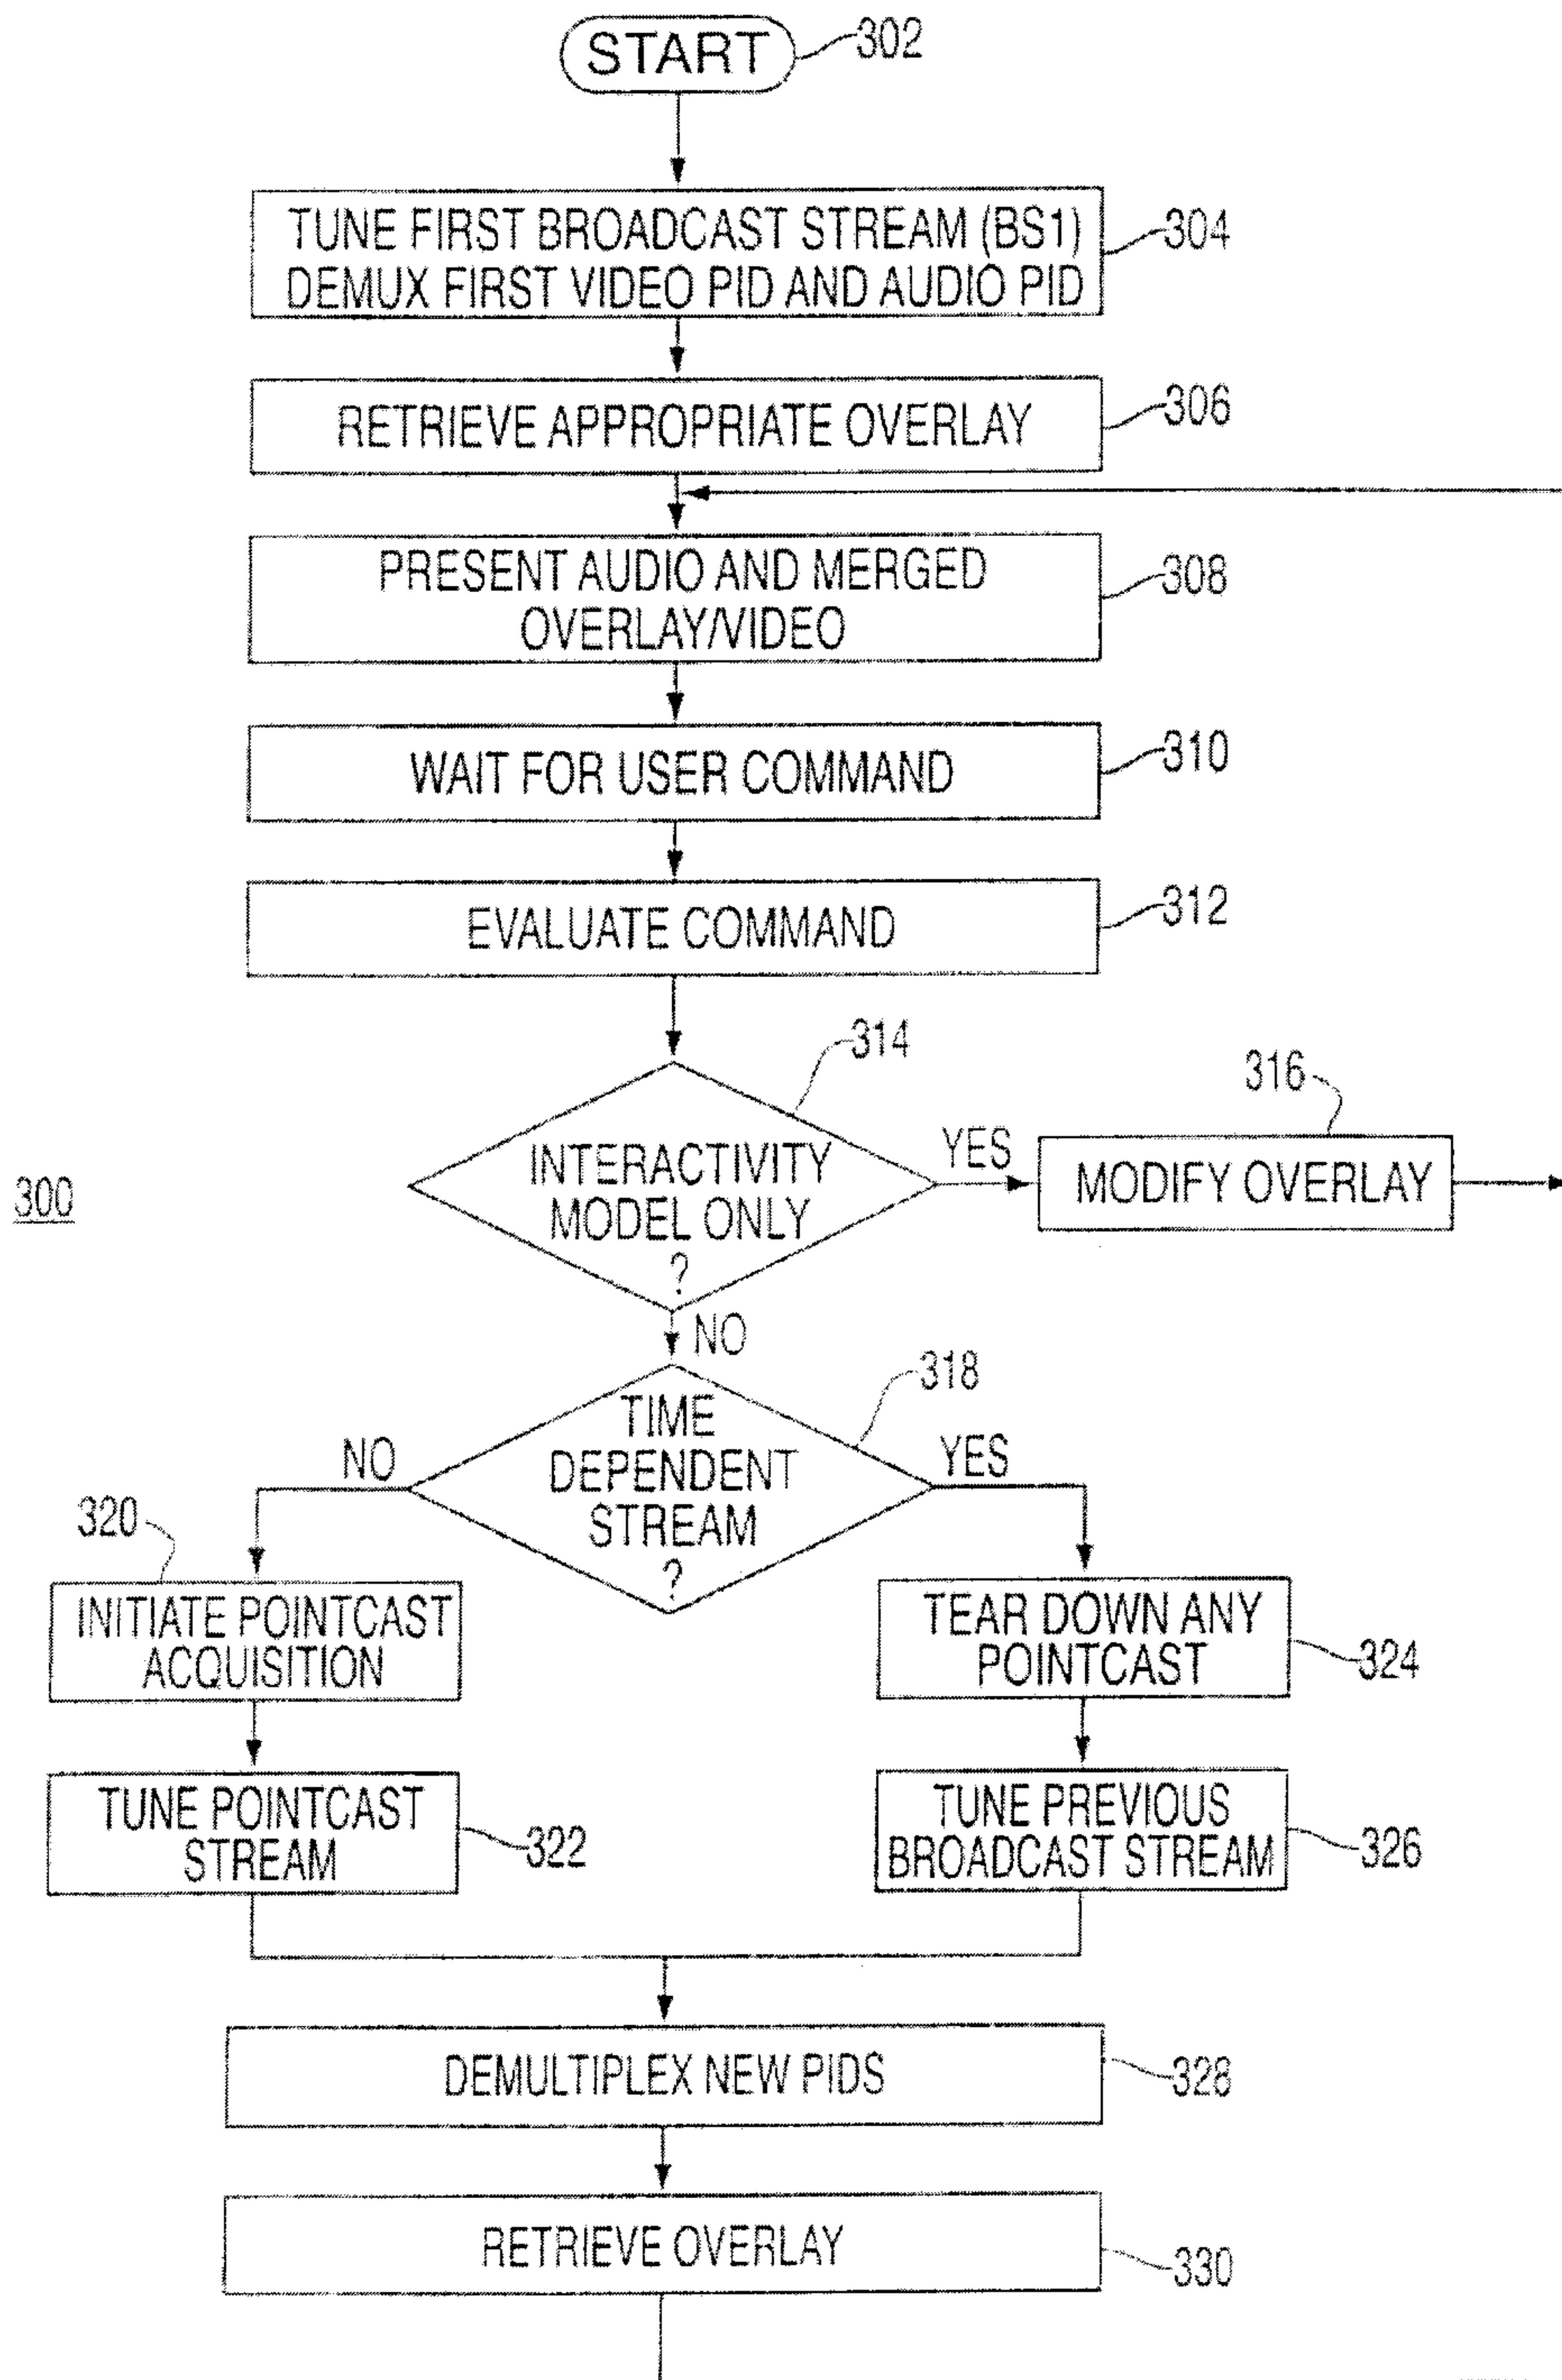 START
302
TUNE FIRST BROADCAST STREAM (BS1)
DEMUX FIRST VIDEO PID AND AUDIO PID
304
RETRIEVE APPROPRIATE OVERLAY
306
PRESENT AUDIO AND MERGED
OVERLAY/VIDEO
308
WAIT FOR USER COMMAND
310
EVALUATE COMMAND
312
314
INTERACTIVITY
MODEL ONLY
?
YES
316
MODIFY OVERLAY
300
NO
318
TIME
DEPENDENT
STREAM
?
NO
YES
320
INITIATE POINTCAST
ACQUISITION
TEAR DOWN ANY
POINTCAST
324
TUNE POINTCAST
STREAM
322
TUNE PREVIOUS
BROADCAST STREAM
326
DEMULTIPLEX NEW PIDS
328
RETRIEVE OVERLAY
330